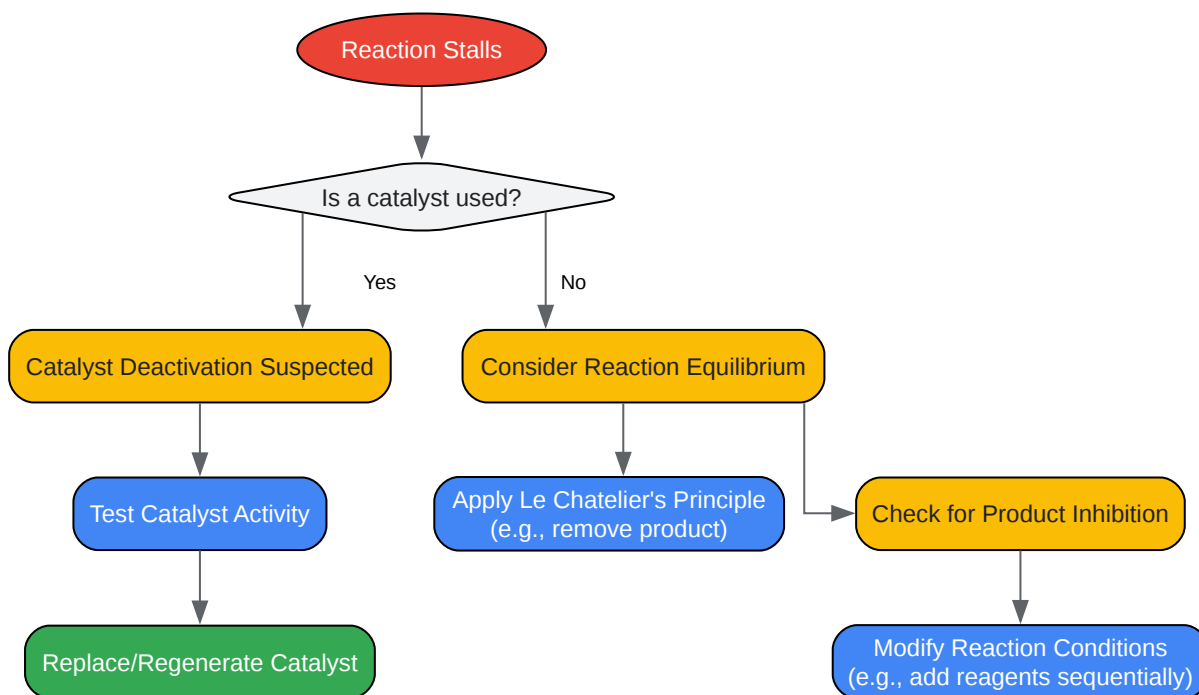 Reaction Stalls
Is a catalyst used?
Yes
No
Catalyst Deactivation Suspected
Consider Reaction Equilibrium
Test Catalyst Activity
Apply Le Chatelier's Principle
(e.g., remove product)
Check for Product Inhibition
Replace/Regenerate Catalyst
Modify Reaction Conditions
(e.g., add reagents sequentially)